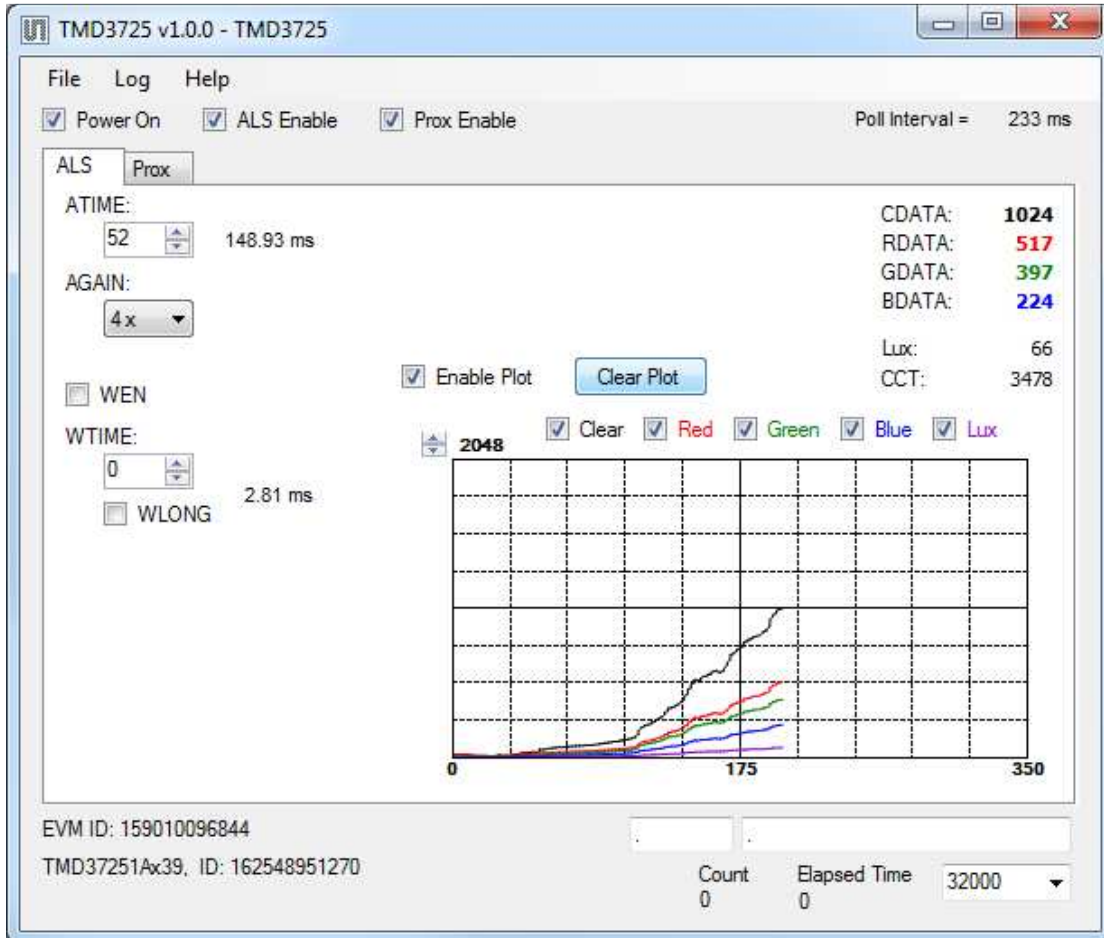 TMD3725 v1.0.0 - TMD3725
File Log Help
Power On ALS Enable Prox Enable Poll Interval = 233 ms
ALS Prox
ATIME:
52 148.93 ms
AGAIN:
4x
WEN
WTIME:
0
2.81 ms
WLONG
CDATA: 1024
RDATA: 517
GDATA: 397
BDATA: 224
Lux: 66
CCT: 3478
Enable Plot Clear Plot
Clear Red Green Blue Lux
2048
0 175 350
EVM ID: 159010096844
. .
TMD37251Ax39, ID: 162548951270
Count Elapsed Time 32000
0 0